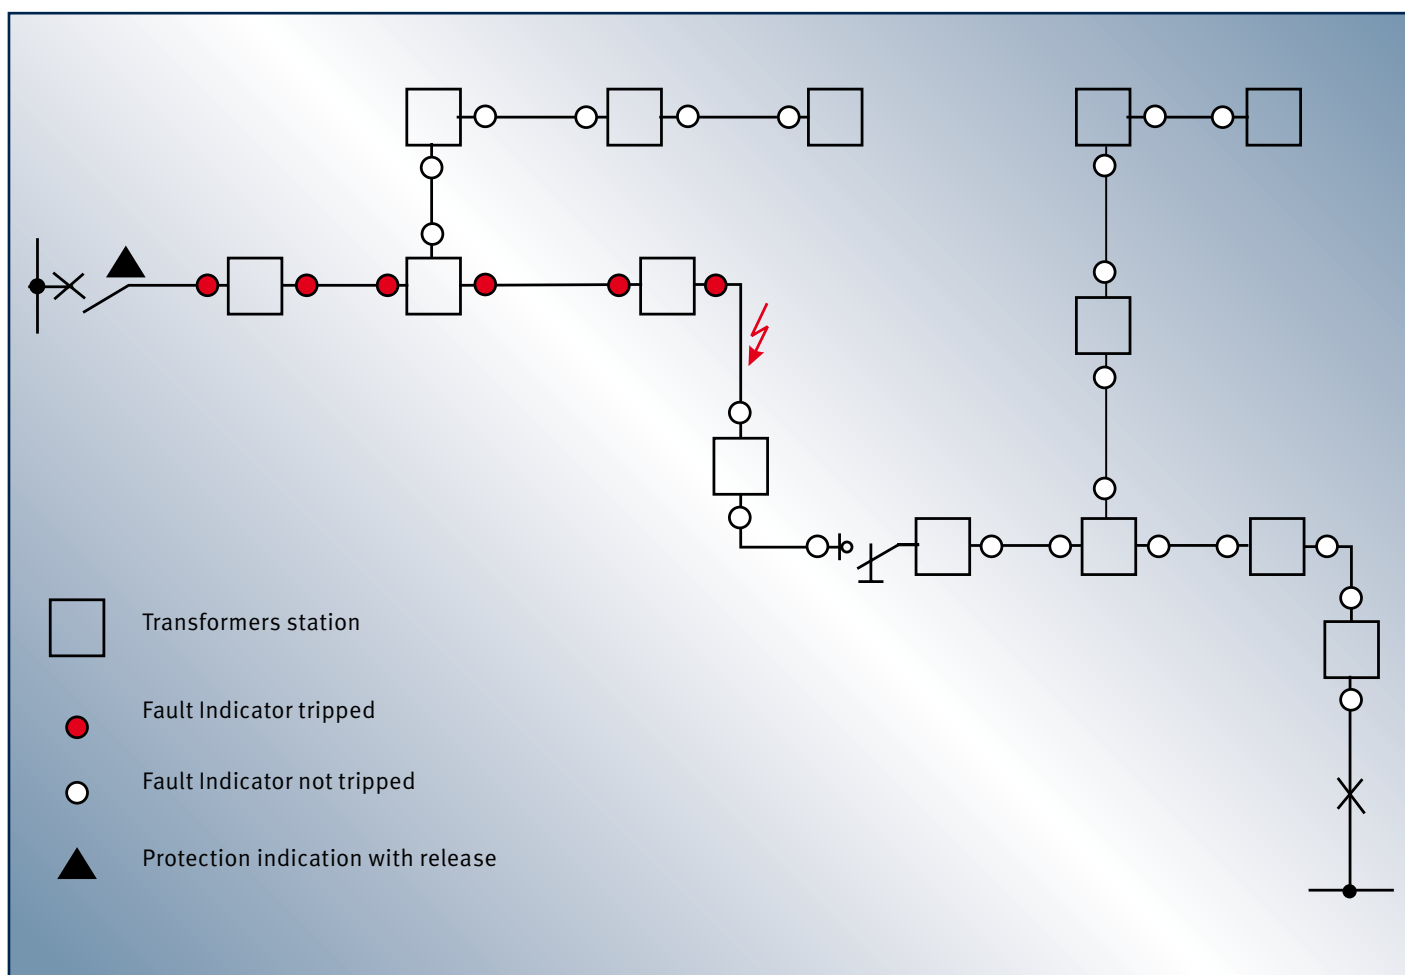 Transformers station
Fault Indicator tripped
Fault Indicator not tripped
Protection indication with release